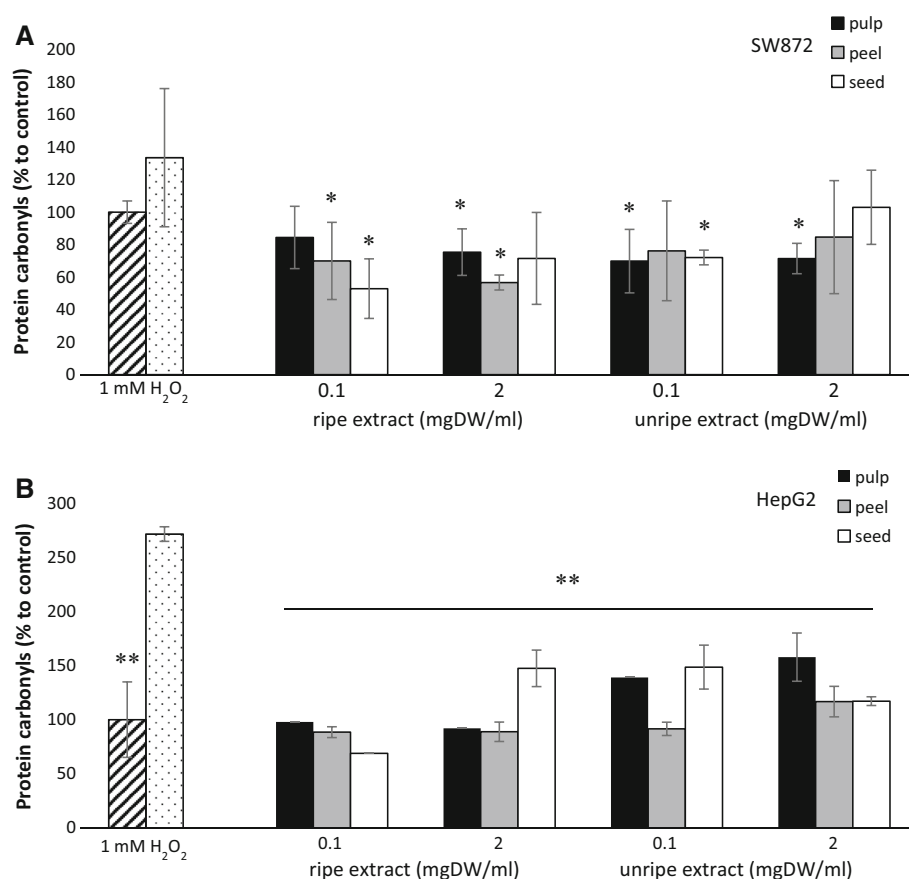 A
SW872
pulp
peel
seed
Protein carbonyls (% to control)
200
180
160
140
120
100
80
60
40
20
0
* * * * * * *
1 mM H₂O₂
0.1 2 0.1 2
ripe extract (mgDW/ml) unripe extract (mgDW/ml)
B
HepG2
pulp
peel
seed
Protein carbonyls (% to control)
300
250
200
150
100
50
0
**
**
1 mM H₂O₂
0.1 2 0.1 2
ripe extract (mgDW/ml) unripe extract (mgDW/ml)